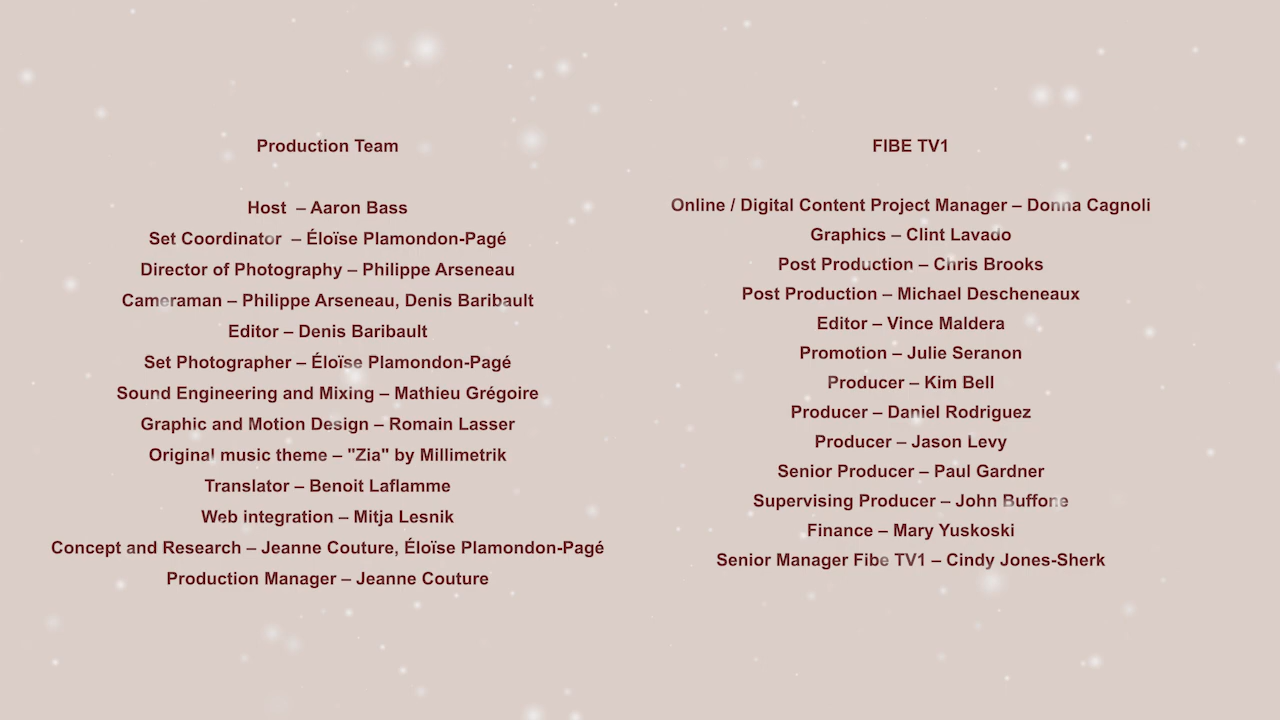 Production Team
Host  – Aaron Bass
Set Coordinator  – Éloïse Plamondon-Pagé
Director of Photography – Philippe Arseneau
Cameraman – Philippe Arseneau, Denis Baribault
Editor – Denis Baribault
Set Photographer – Éloïse Plamondon-Pagé
Sound Engineering and Mixing – Mathieu Grégoire
Graphic and Motion Design – Romain Lasser
Original music theme – "Zia" by Millimetrik
Translator – Benoit Laflamme
Web integration – Mitja Lesnik
Concept and Research – Jeanne Couture, Éloïse Plamondon-Pagé
Production Manager – Jeanne Couture
FIBE TV1
Online / Digital Content Project Manager – Donna Cagnoli
Graphics – Clint Lavado
Post Production – Chris Brooks
Post Production – Michael Descheneaux
Editor – Vince Maldera
Promotion – Julie Seranon
Producer – Kim Bell
Producer – Daniel Rodriguez
Producer – Jason Levy
Senior Producer – Paul Gardner
Supervising Producer – John Buffone
Finance – Mary Yuskoski
Senior Manager Fibe TV1 – Cindy Jones-Sherk